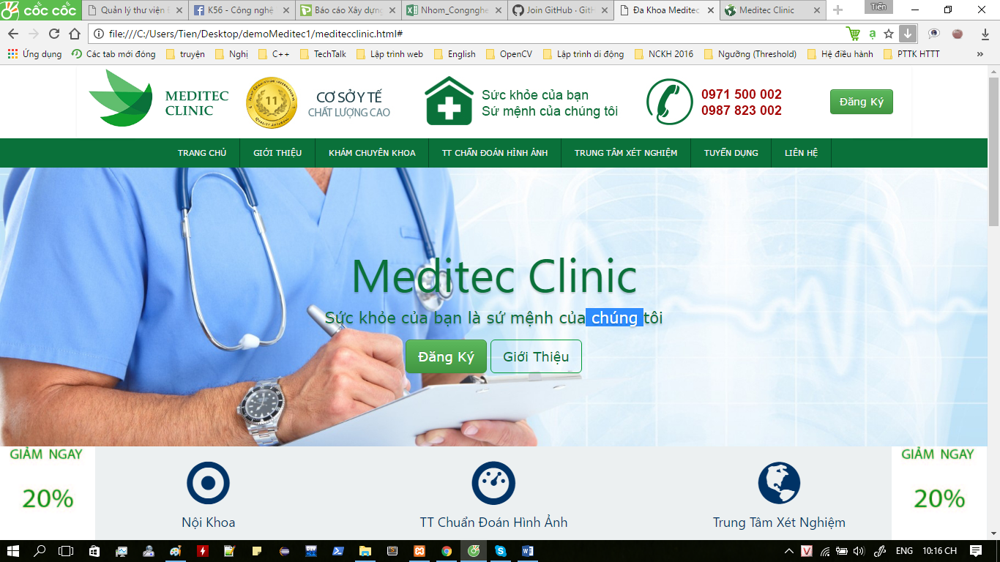 cốc cốc
Quản lý thư viện
K56 - Công nghệ
Báo cáo Xây dựng
Nhom_Congnghe
Join GitHub · GitH
Đa Khoa Meditec
Meditec Clinic
Tiến
file:///C:/Users/Tien/Desktop/demoMeditec1/meditecclinic.html#
Ứng dụng
Các tab mới đóng
truyện
Nghị
C++
TechTalk
Lập trình web
English
OpenCV
Lập trình di động
NCKH 2016
Ngưỡng (Threshold)
Hệ điều hành
PTTK HTTT
MEDITEC
CLINIC
11
CƠ SỞ Y TẾ
CHẤT LƯỢNG CAO
Sức khỏe của bạn
Sứ mệnh của chúng tôi
0971 500 002
0987 823 002
Đăng Ký
TRANG CHỦ
GIỚI THIỆU
KHÁM CHUYÊN KHOA
TT CHẨN ĐOÁN HÌNH ẢNH
TRUNG TÂM XÉT NGHIỆM
TUYỂN DỤNG
LIÊN HỆ
Meditec Clinic
Sức khỏe của bạn là sứ mệnh của chúng tôi
Đăng Ký
Giới Thiệu
GIẢM NGAY
20%
Nội Khoa
TT Chuẩn Đoán Hình Ảnh
Trung Tâm Xét Nghiệm
GIẢM NGAY
20%
ENG
10:16 CH